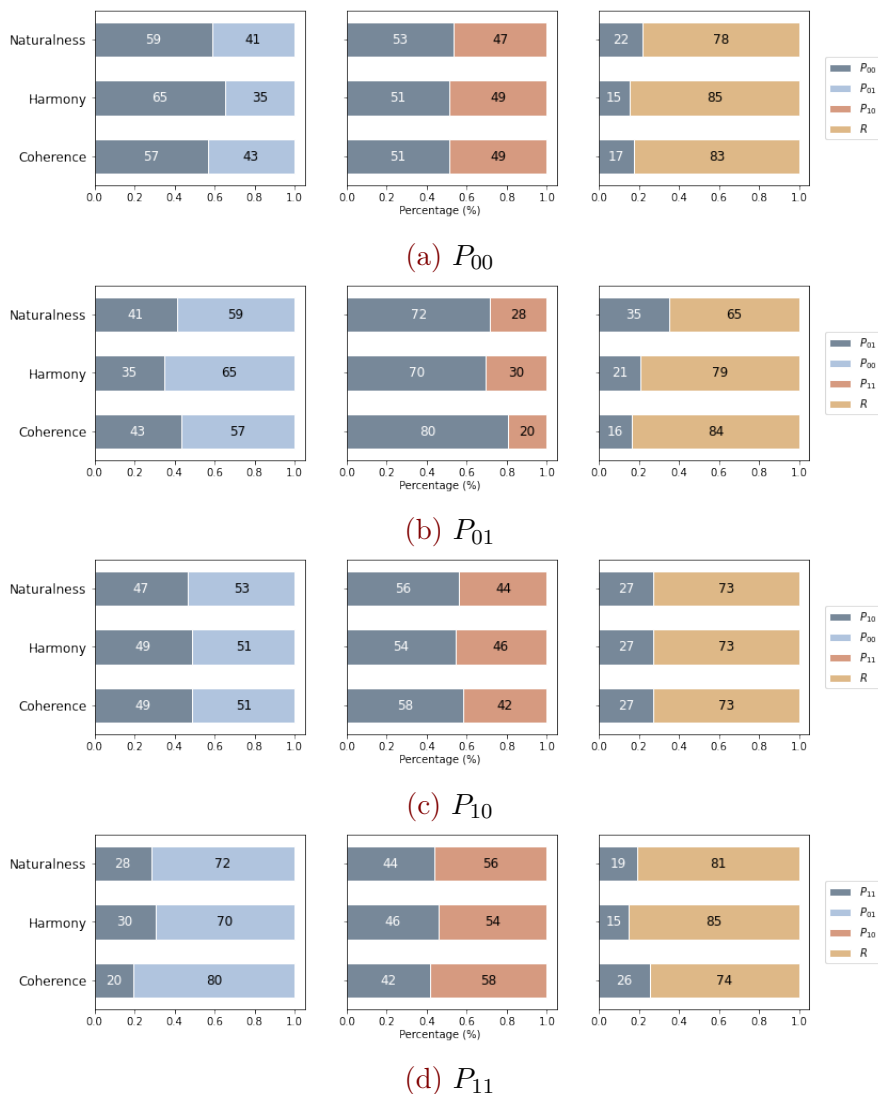 Naturalness 59 41 53 47 22 78
Harmony 65 35 51 49 15 85
Coherence 57 43 51 49 17 83
P00
P01
P10
R
0.0 0.2 0.4 0.6 0.8 1.0 0.0 0.2 0.4 0.6 0.8 1.0 0.0 0.2 0.4 0.6 0.8 1.0
Percentage (%)
(a) P00
Naturalness 41 59 72 28 35 65
Harmony 35 65 70 30 21 79
Coherence 43 57 80 20 16 84
P01
P00
P11
R
0.0 0.2 0.4 0.6 0.8 1.0 0.0 0.2 0.4 0.6 0.8 1.0 0.0 0.2 0.4 0.6 0.8 1.0
Percentage (%)
(b) P01
Naturalness 47 53 56 44 27 73
Harmony 49 51 54 46 27 73
Coherence 49 51 58 42 27 73
P10
P00
P11
R
0.0 0.2 0.4 0.6 0.8 1.0 0.0 0.2 0.4 0.6 0.8 1.0 0.0 0.2 0.4 0.6 0.8 1.0
Percentage (%)
(c) P10
Naturalness 28 72 44 56 19 81
Harmony 30 70 46 54 15 85
Coherence 20 80 42 58 26 74
P11
P01
P10
R
0.0 0.2 0.4 0.6 0.8 1.0 0.0 0.2 0.4 0.6 0.8 1.0 0.0 0.2 0.4 0.6 0.8 1.0
Percentage (%)
(d) P11